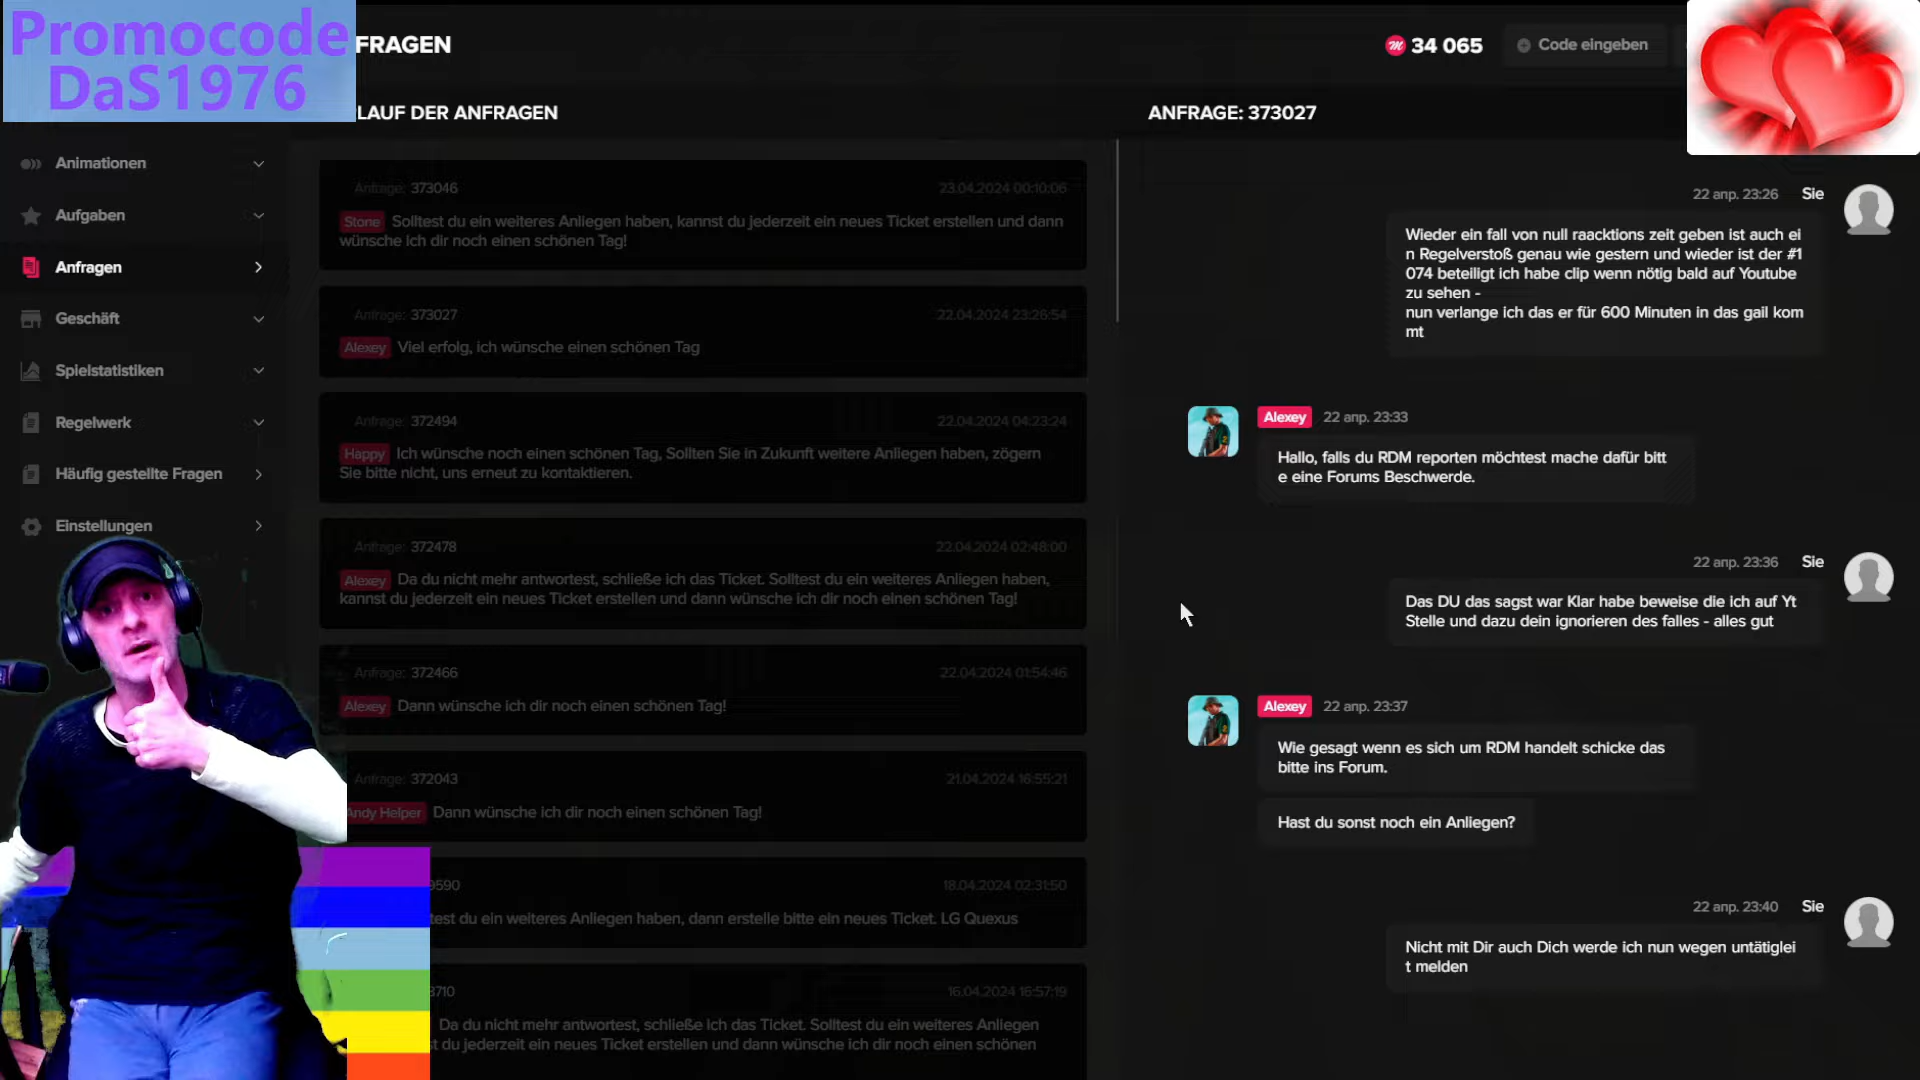 Promocode
DaS1976
FRAGEN
34 065
Code eingeben
LAUF DER ANFRAGEN
ANFRAGE: 373027
Animationen
Aufgaben
Anfragen
Geschäft
Spielstatistiken
Regelwerk
Häufig gestellte Fragen
Einstellungen
Anfrage: 373046
23.04.2024 00:10:06
Stone Solltest du ein weiteres Anliegen haben, kannst du jederzeit ein neues Ticket erstellen und dann
wünsche ich dir noch einen schönen Tag!
Anfrage: 373027
22.04.2024 23:26:54
Alexey Viel erfolg, ich wünsche einen schönen Tag
Anfrage: 372494
22.04.2024 04:23:24
Happy Ich wünsche noch einen schönen Tag, Sollten Sie in Zukunft weitere Anliegen haben, zögern
Sie bitte nicht, uns erneut zu kontaktieren.
Anfrage: 372478
22.04.2024 02:48:00
Alexey Da du nicht mehr antwortest, schließe ich das Ticket. Solltest du ein weiteres Anliegen haben,
kannst du jederzeit ein neues Ticket erstellen und dann wünsche ich dir noch einen schönen Tag!
Anfrage: 372466
22.04.2024 01:54:46
Alexey Dann wünsche ich dir noch einen schönen Tag!
Anfrage: 372043
21.04.2024 16:55:21
Andy Helper Dann wünsche ich dir noch einen schönen Tag!
9590
18.04.2024 02:31:50
test du ein weiteres Anliegen haben, dann erstelle bitte ein neues Ticket. LG Quexus
3710
16.04.2024 16:57:19
Da du nicht mehr antwortest, schließe ich das Ticket. Solltest du ein weiteres Anliegen
t du jederzeit ein neues Ticket erstellen und dann wünsche ich dir noch einen schönen
22 апр. 23:26 Sie
Wieder ein fall von null raacktions zeit geben ist auch ei
n Regelverstoß genau wie gestern und wieder ist der #1
074 beteiligt ich habe clip wenn nötig bald auf Youtube
zu sehen -
nun verlange ich das er für 600 Minuten in das gail kom
mt
Alexey 22 апр. 23:33
Hallo, falls du RDM reporten möchtest mache dafür bitt
e eine Forums Beschwerde.
22 апр. 23:36 Sie
Das DU das sagst war Klar habe beweise die ich auf Yt
Stelle und dazu dein ignorieren des falles - alles gut
Alexey 22 апр. 23:37
Wie gesagt wenn es sich um RDM handelt schicke das
bitte ins Forum.
Hast du sonst noch ein Anliegen?
22 апр. 23:40 Sie
Nicht mit Dir auch Dich werde ich nun wegen untätiglei
t melden